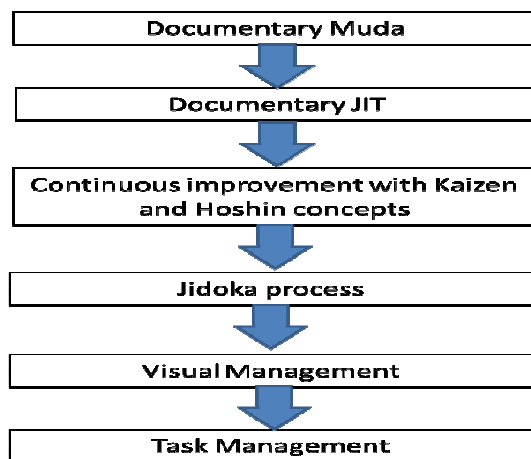 Documentary Muda
Documentary JIT
Continuous improvement with Kaizen
and Hoshin concepts
Jidoka process
Visual Management
Task Management